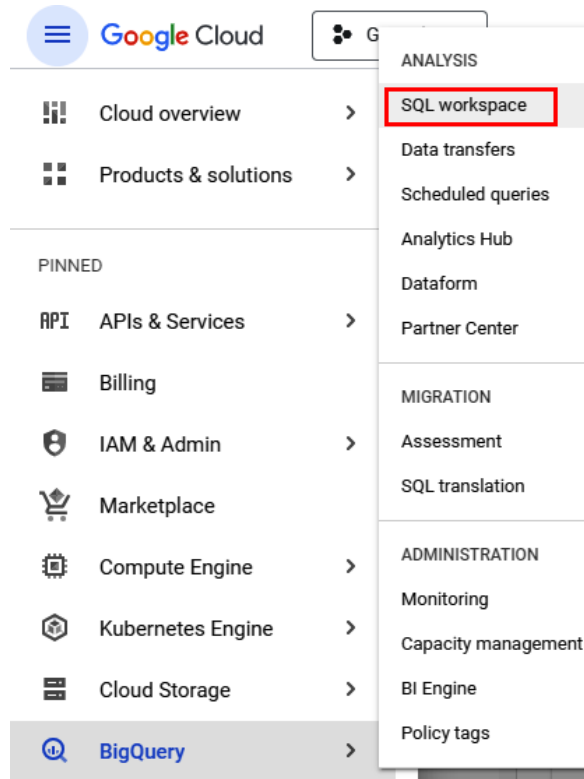 Google Cloud
G
Cloud overview
Products & solutions
PINNED
API APIs & Services
Billing
IAM & Admin
Marketplace
Compute Engine
Kubernetes Engine
Cloud Storage
BigQuery
ANALYSIS
SQL workspace
Data transfers
Scheduled queries
Analytics Hub
Dataform
Partner Center
MIGRATION
Assessment
SQL translation
ADMINISTRATION
Monitoring
Capacity management
BI Engine
Policy tags